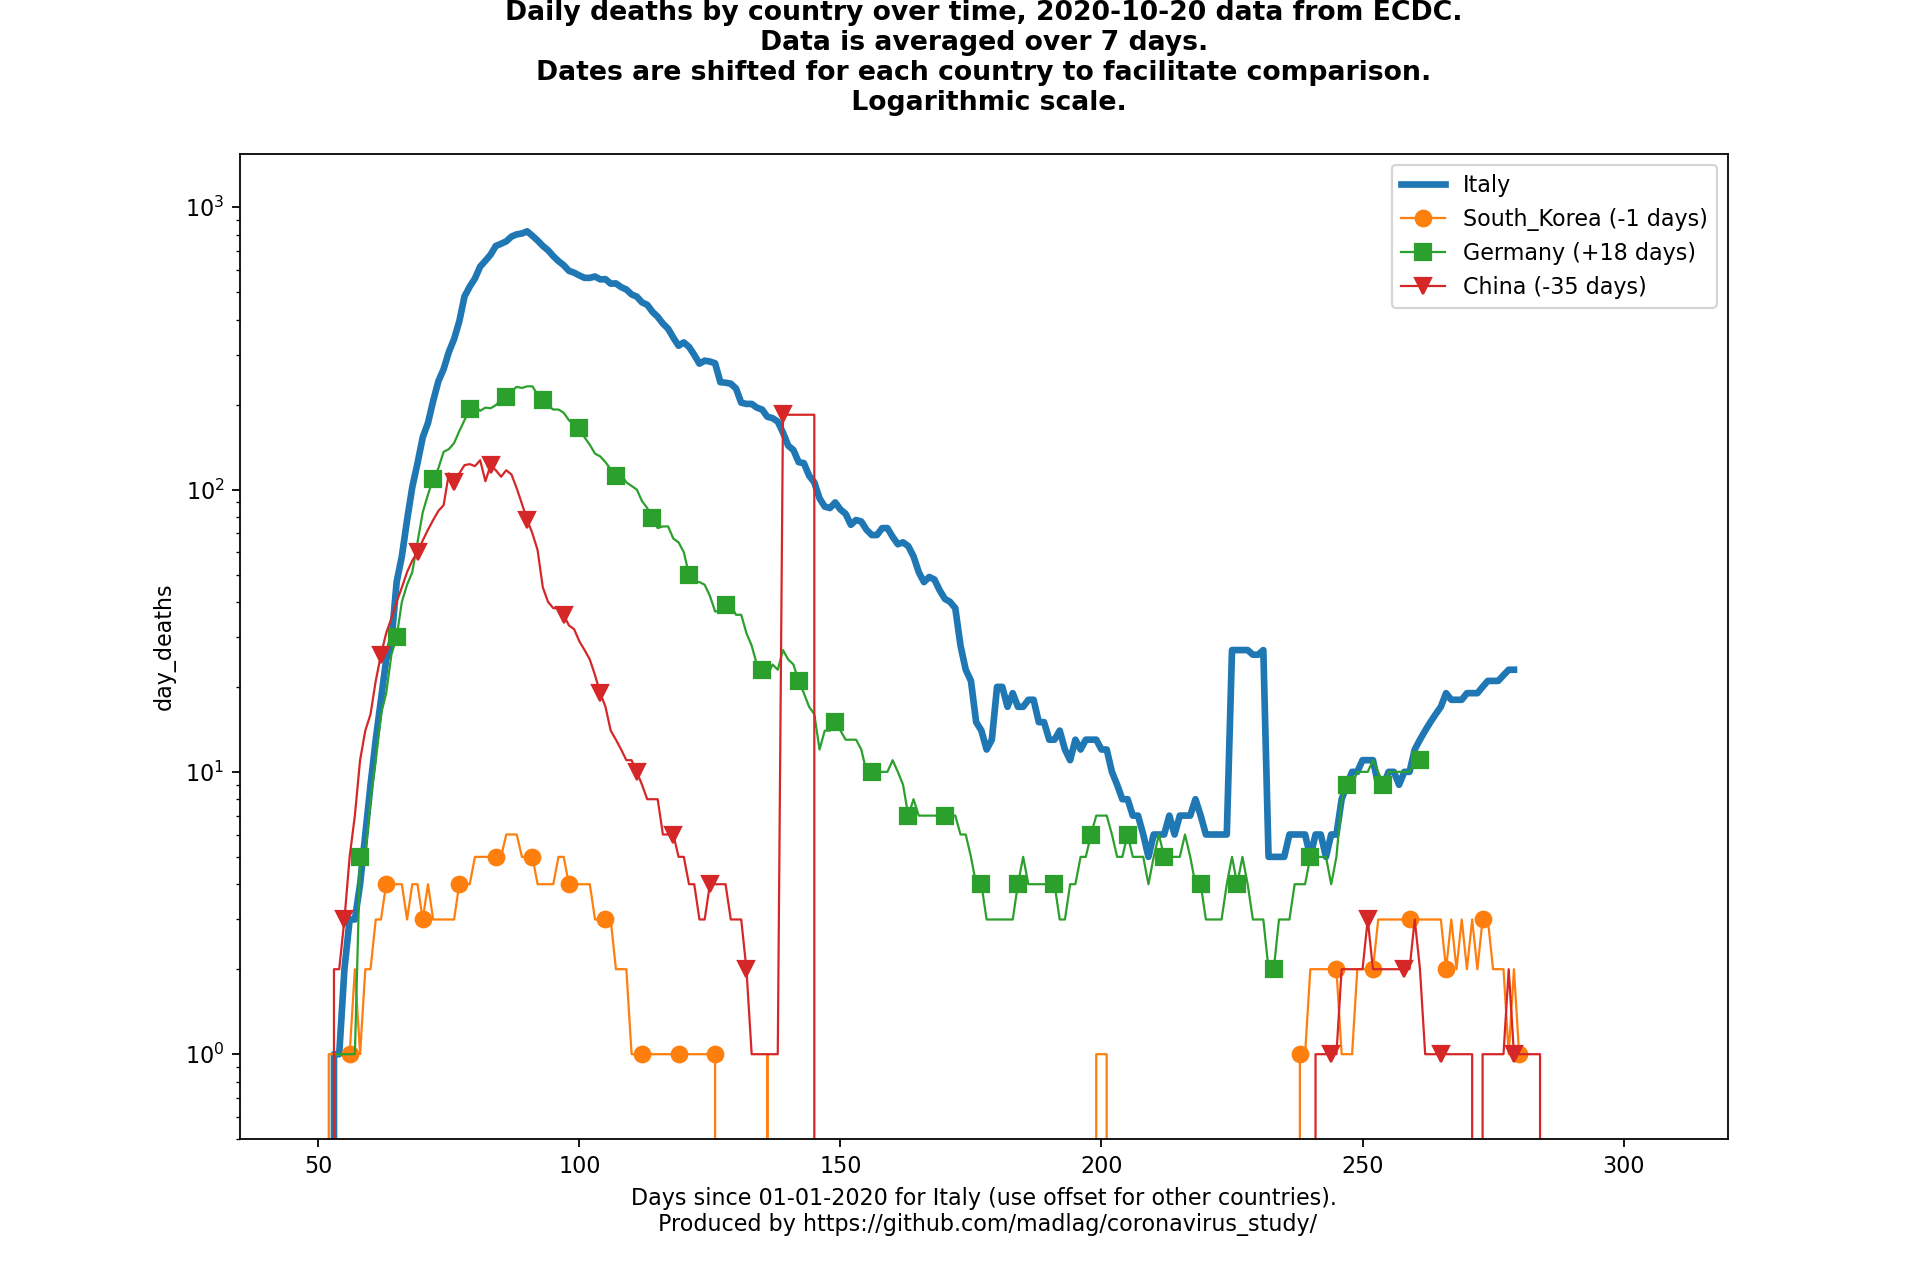 Daily deaths by country over time, 2020-10-20 data from ECDC.
Data is averaged over 7 days.
Dates are shifted for each country to facilitate comparison.
Logarithmic scale.
Italy
South_Korea (-1 days)
Germany (+18 days)
China (-35 days)
day_deaths
10³
10²
10¹
10⁰
50 100 150 200 250 300
Days since 01-01-2020 for Italy (use offset for other countries).
Produced by https://github.com/madlag/coronavirus_study/